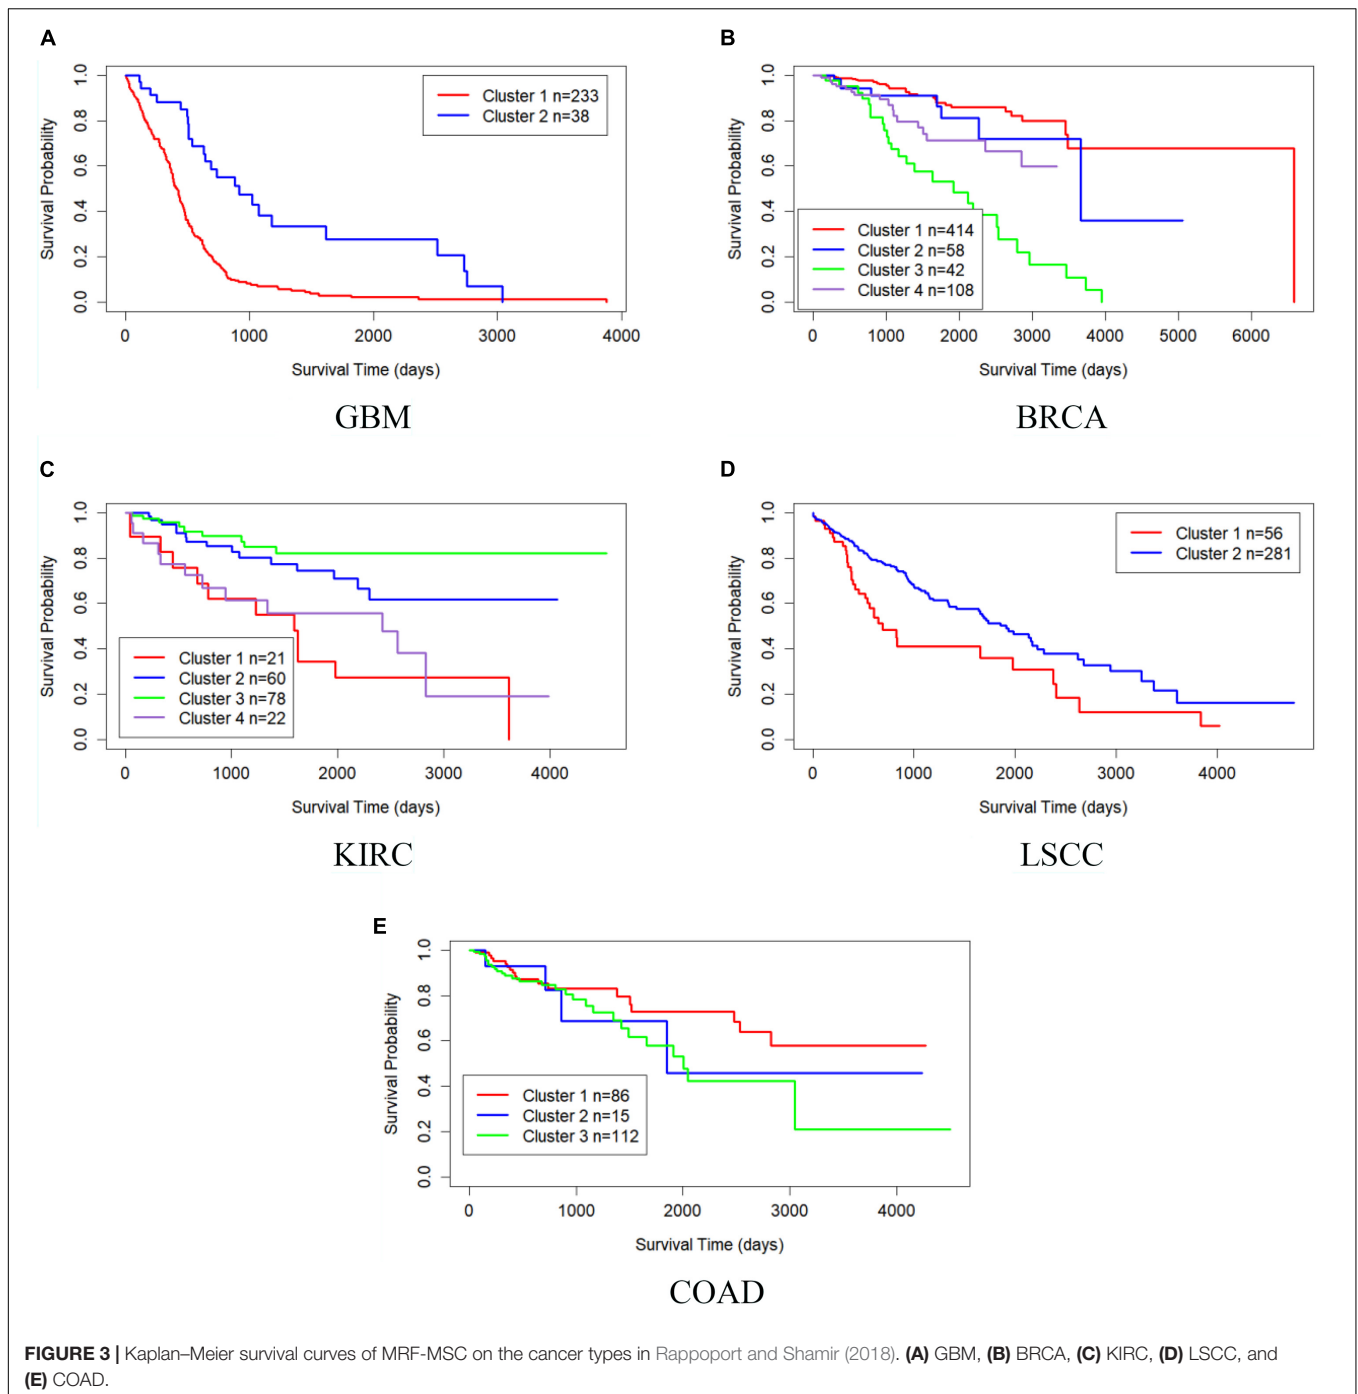 A
1.0
0.8
0.6
0.4
0.2
0.0
Survival Probability
Cluster 1 n=233
Cluster 2 n=38
0 1000 2000 3000 4000
Survival Time (days)
GBM
B
1.0
0.8
0.6
0.4
0.2
0.0
Survival Probability
Cluster 1 n=414
Cluster 2 n=58
Cluster 3 n=42
Cluster 4 n=108
0 1000 2000 3000 4000 5000 6000
Survival Time (days)
BRCA
C
1.0
0.8
0.6
0.4
0.2
0.0
Survival Probability
Cluster 1 n=21
Cluster 2 n=60
Cluster 3 n=78
Cluster 4 n=22
0 1000 2000 3000 4000
Survival Time (days)
KIRC
D
1.0
0.8
0.6
0.4
0.2
0.0
Survival Probability
Cluster 1 n=56
Cluster 2 n=281
0 1000 2000 3000 4000
Survival Time (days)
LSCC
E
1.0
0.8
0.6
0.4
0.2
0.0
Survival Probability
Cluster 1 n=86
Cluster 2 n=15
Cluster 3 n=112
0 1000 2000 3000 4000
Survival Time (days)
COAD
FIGURE 3 | Kaplan–Meier survival curves of MRF-MSC on the cancer types in Rappoport and Shamir (2018). (A) GBM, (B) BRCA, (C) KIRC, (D) LSCC, and
(E) COAD.